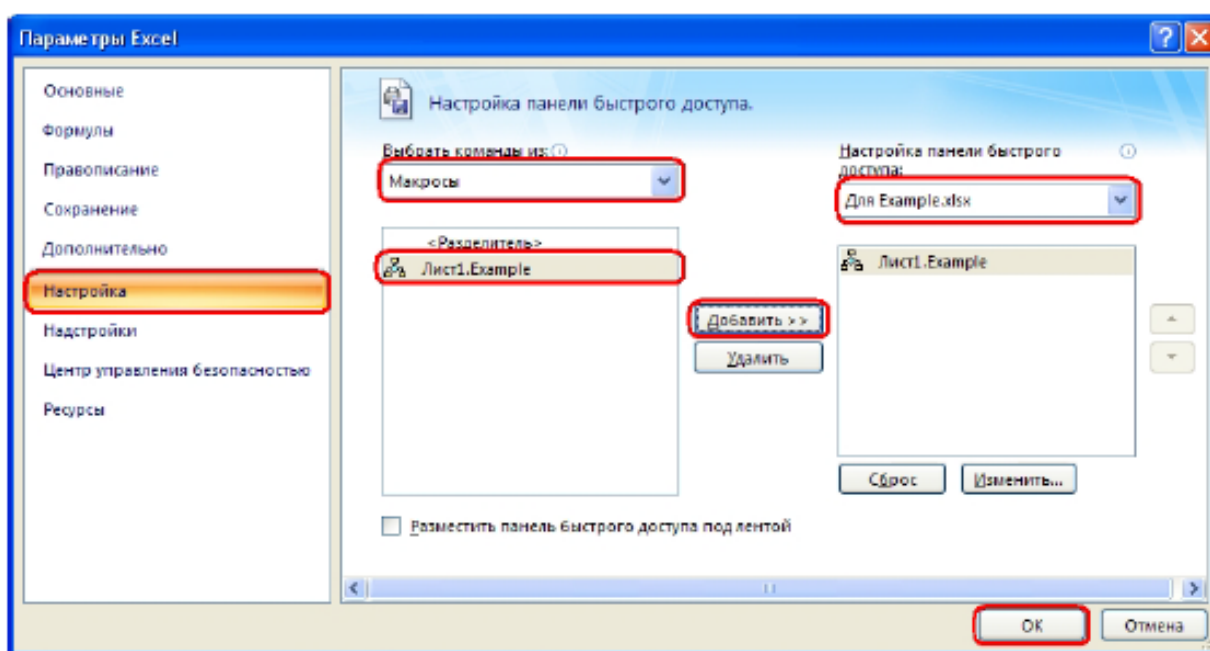 Параметры Excel
Основные
Формулы
Правописание
Сохранение
Дополнительно
Настройка
Надстройки
Центр управления безопасностью
Ресурсы
Настройка панели быстрого доступа.
Выбрать команды из:
Макросы
<Разделитель>
Лист1.Example
Добавить >>
Удалить
Настройка панели быстрого
доступа:
Для Example.xlsx
Лист1.Example
Сброс
Изменить...
Разместить панель быстрого доступа под лентой
ОК
Отмена